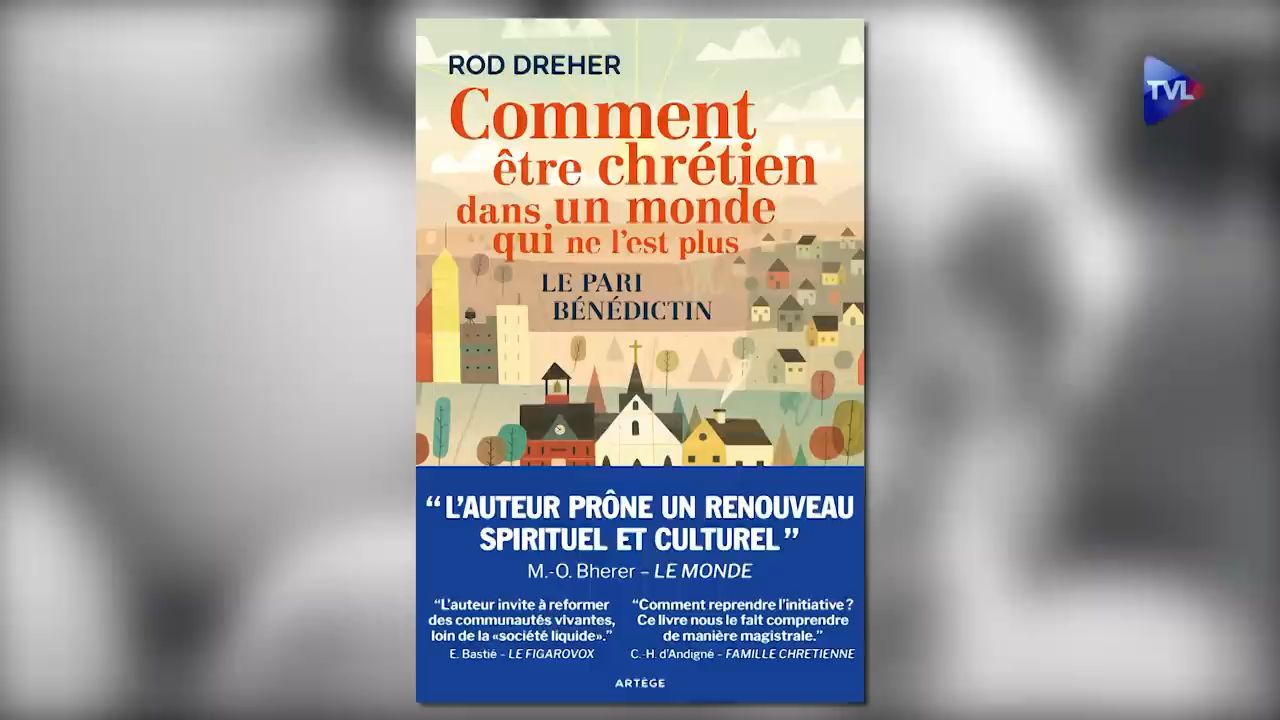 ROD DREHER
Comment
être chrétien
dans un monde
qui ne l'est plus
LE PARI
BÉNÉDICTIN
TVL
“L'AUTEUR PRÔNE UN RENOUVEAU
SPIRITUEL ET CULTUREL”
M.-O. Bherer – LE MONDE
“L'auteur invite à reformer
des communautés vivantes,
loin de la «société liquide».”
E. Bastié – LE FIGAROVOX
“Comment reprendre l'initiative ?
Ce livre nous le fait comprendre
de manière magistrale.”
C.-H. d'Andigné – FAMILLE CHRETIENNE
ARTÈGE